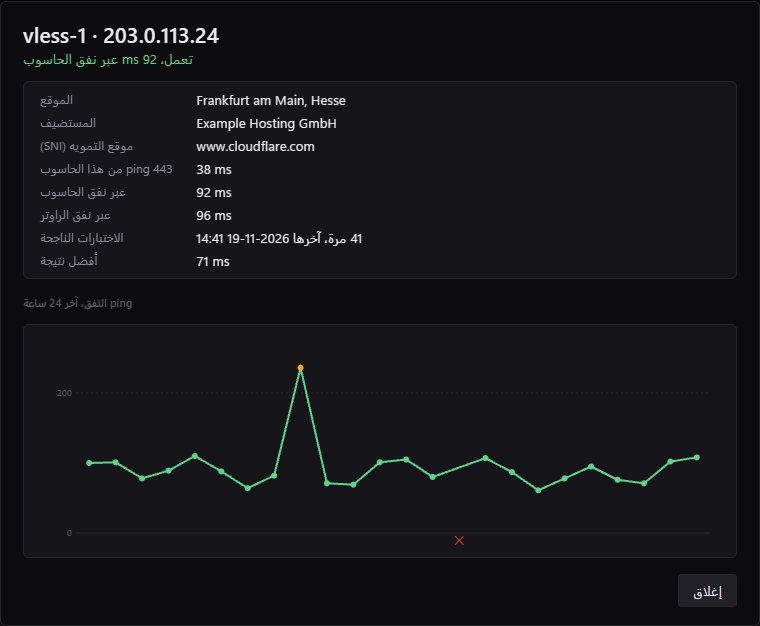 vless-1 · 203.0.113.24
تعمل، 92 ms عبر نفق الحاسوب
الموقع Frankfurt am Main, Hesse
المستضيف Example Hosting GmbH
موقع التمويه (SNI) www.cloudflare.com
ping 443 من هذا الحاسوب 38 ms
عبر نفق الحاسوب 92 ms
عبر نفق الراوتر 96 ms
الاختبارات الناجحة 41 مرة، آخرها 2026-11-19 14:41
أفضل نتيجة 71 ms
ping النفق، آخر 24 ساعة
200
0
إغلاق